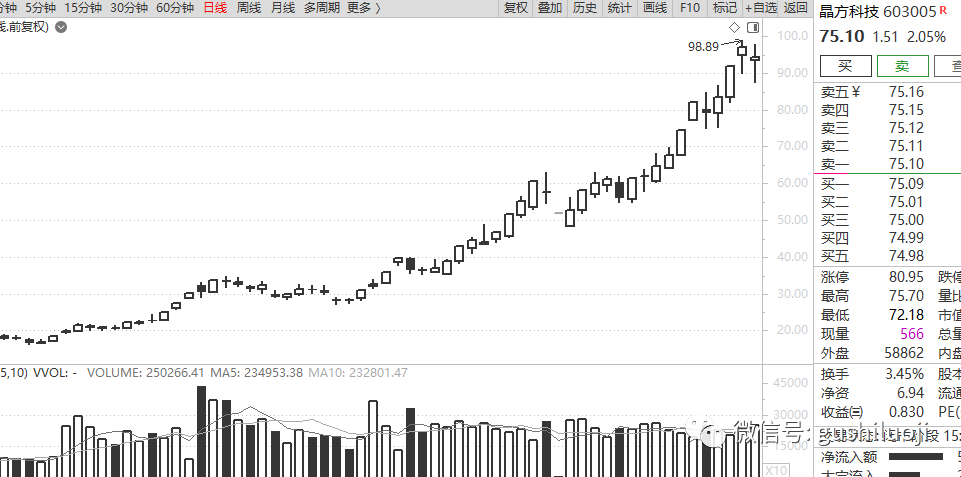 分钟 5分钟 15分钟 30分钟 60分钟 日线 周线 月线 多周期 更多 〉 复权 叠加 历史 统计 画线 F10 标记 +自选 返回
线.前复权)
98.89
100.0
90.00
80.00
70.00
60.00
50.00
40.00
30.00
20.00
5,10) VVOL: - VOLUME: 250266.41 MA5: 234953.38 MA10: 232801.47
45000
30000
15000
X10
晶方科技 603005 R
75.10 1.51 2.05%
买 卖 查
卖五 ¥ 75.16
卖四 75.15
卖三 75.12
卖二 75.11
卖一 75.10
买一 75.09
买二 75.01
买三 75.00
买四 74.99
买五 74.98
涨停 80.95 跌停
最高 75.70 量比
最低 72.18 市值
现量 566 总量
外盘 58862 内盘
换手 3.45% 股本
净资 6.94 流通
收益㈢ 0.830 PE(
微信号:
段 15:
净流入额
大宗流入